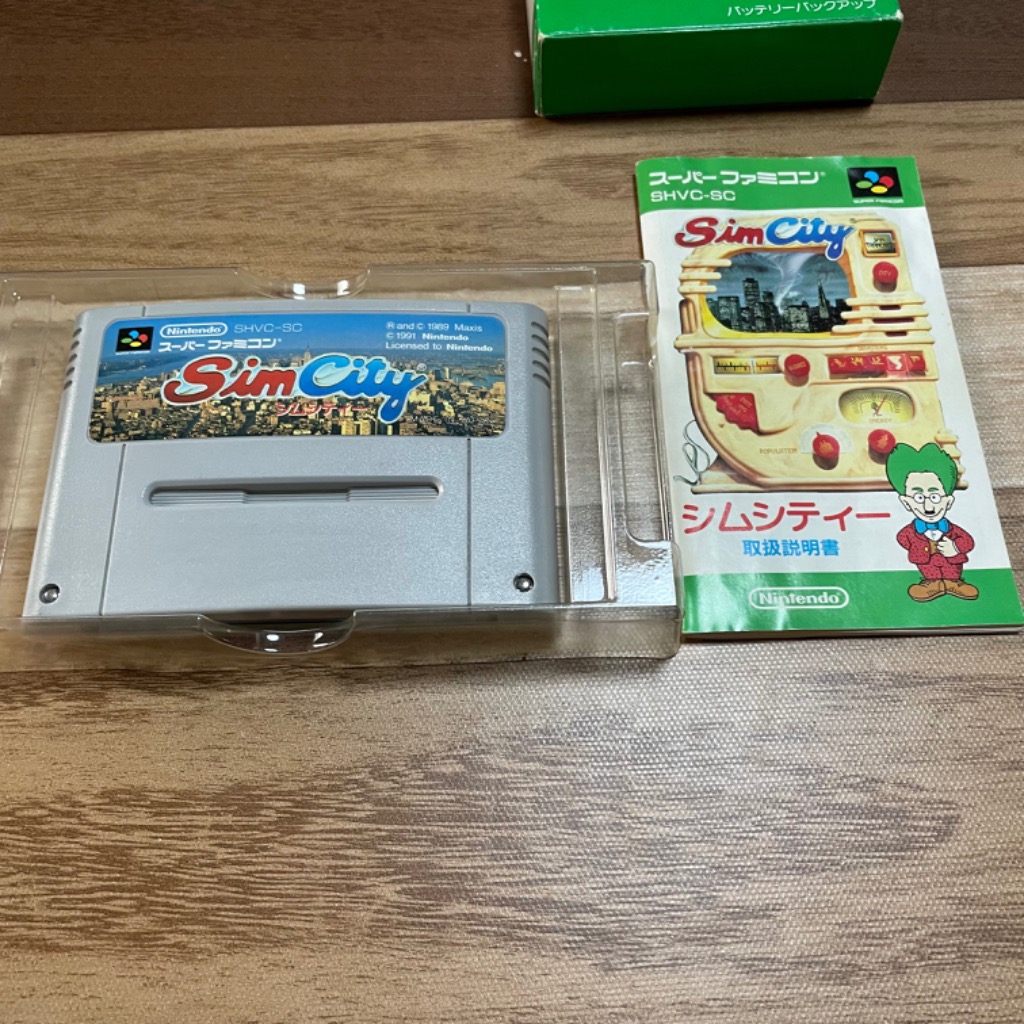 バッテリーバックアップ
スーパーファミコン®
SHVC-SC
SUPER FAMICOM
SimCity®
POPULATION
シムシティー
取扱説明書
Nintendo
Nintendo SHVC-SC
スーパーファミコン®
® and © 1989 Maxis
© 1991 Nintendo
Licensed to Nintendo
SimCity®
シムシティー